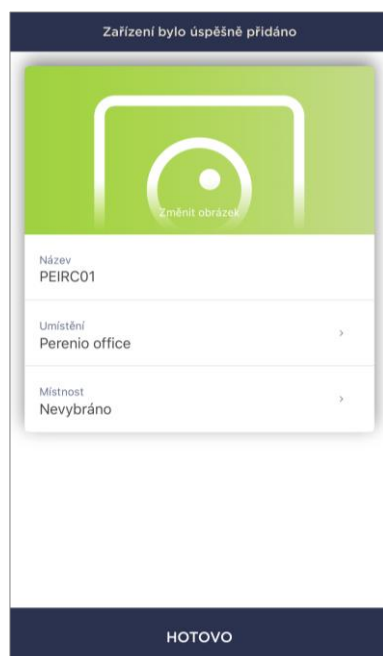 Zařízení bylo úspěšně přidáno
Změnit obrázek
Název
PEIRC01
Umístění
Perenio office
Místnost
Nevybráno
HOTOVO